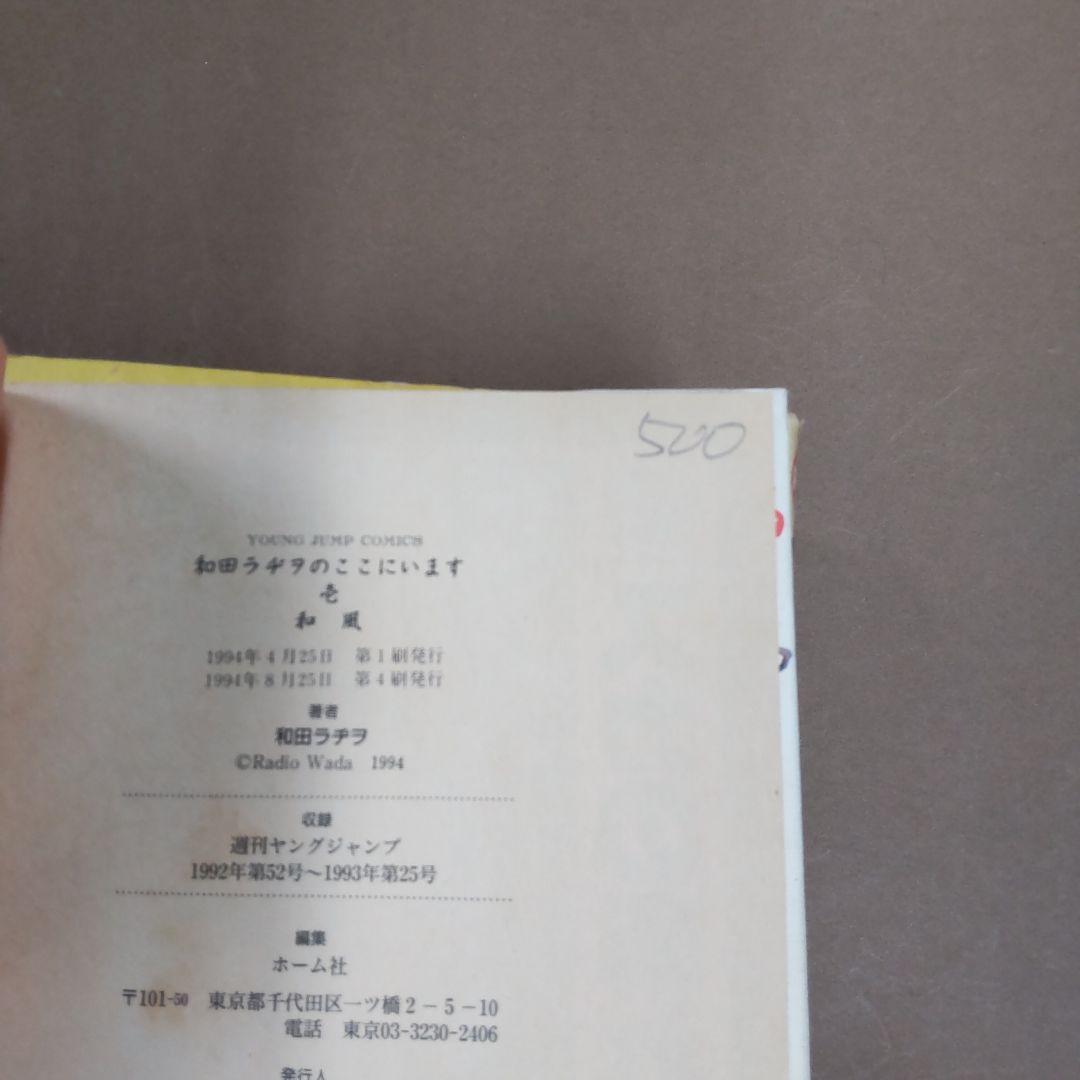 500
YOUNG JUMP COMICS
和田ラヂヲのここにいます
壱
和 風
1994年4月25日 第1刷発行
1994年8月25日 第4刷発行
著者
和田ラヂヲ
©Radio Wada 1994
収録
週刊ヤングジャンプ
1992年第52号〜1993年第25号
編集
ホーム社
〒101-50 東京都千代田区一ツ橋2－5－10
電話 東京03-3230-2406
発行人